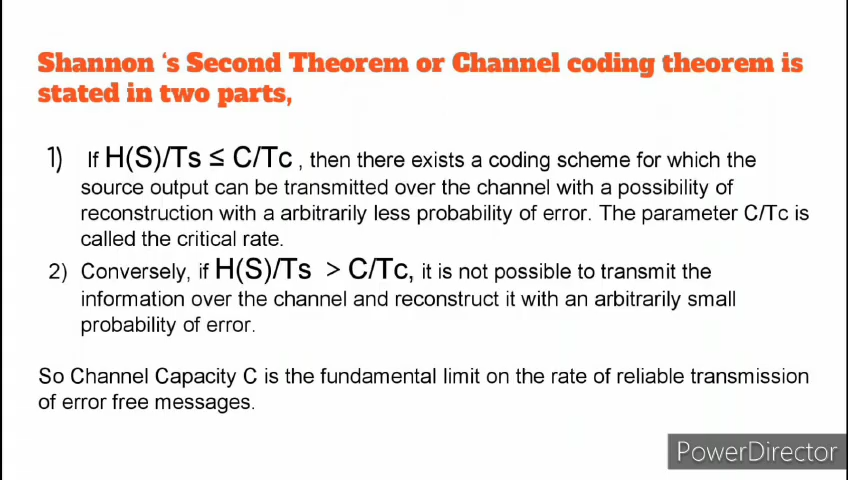 Shannon 's Second Theorem or Channel coding theorem is
stated in two parts,
1) If H(S)/Ts ≤ C/Tc , then there exists a coding scheme for which the
source output can be transmitted over the channel with a possibility of
reconstruction with a arbitrarily less probability of error. The parameter C/Tc is
called the critical rate.
2) Conversely, if H(S)/Ts > C/Tc, it is not possible to transmit the
information over the channel and reconstruct it with an arbitrarily small
probability of error.
So Channel Capacity C is the fundamental limit on the rate of reliable transmission
of error free messages.
PowerDirector